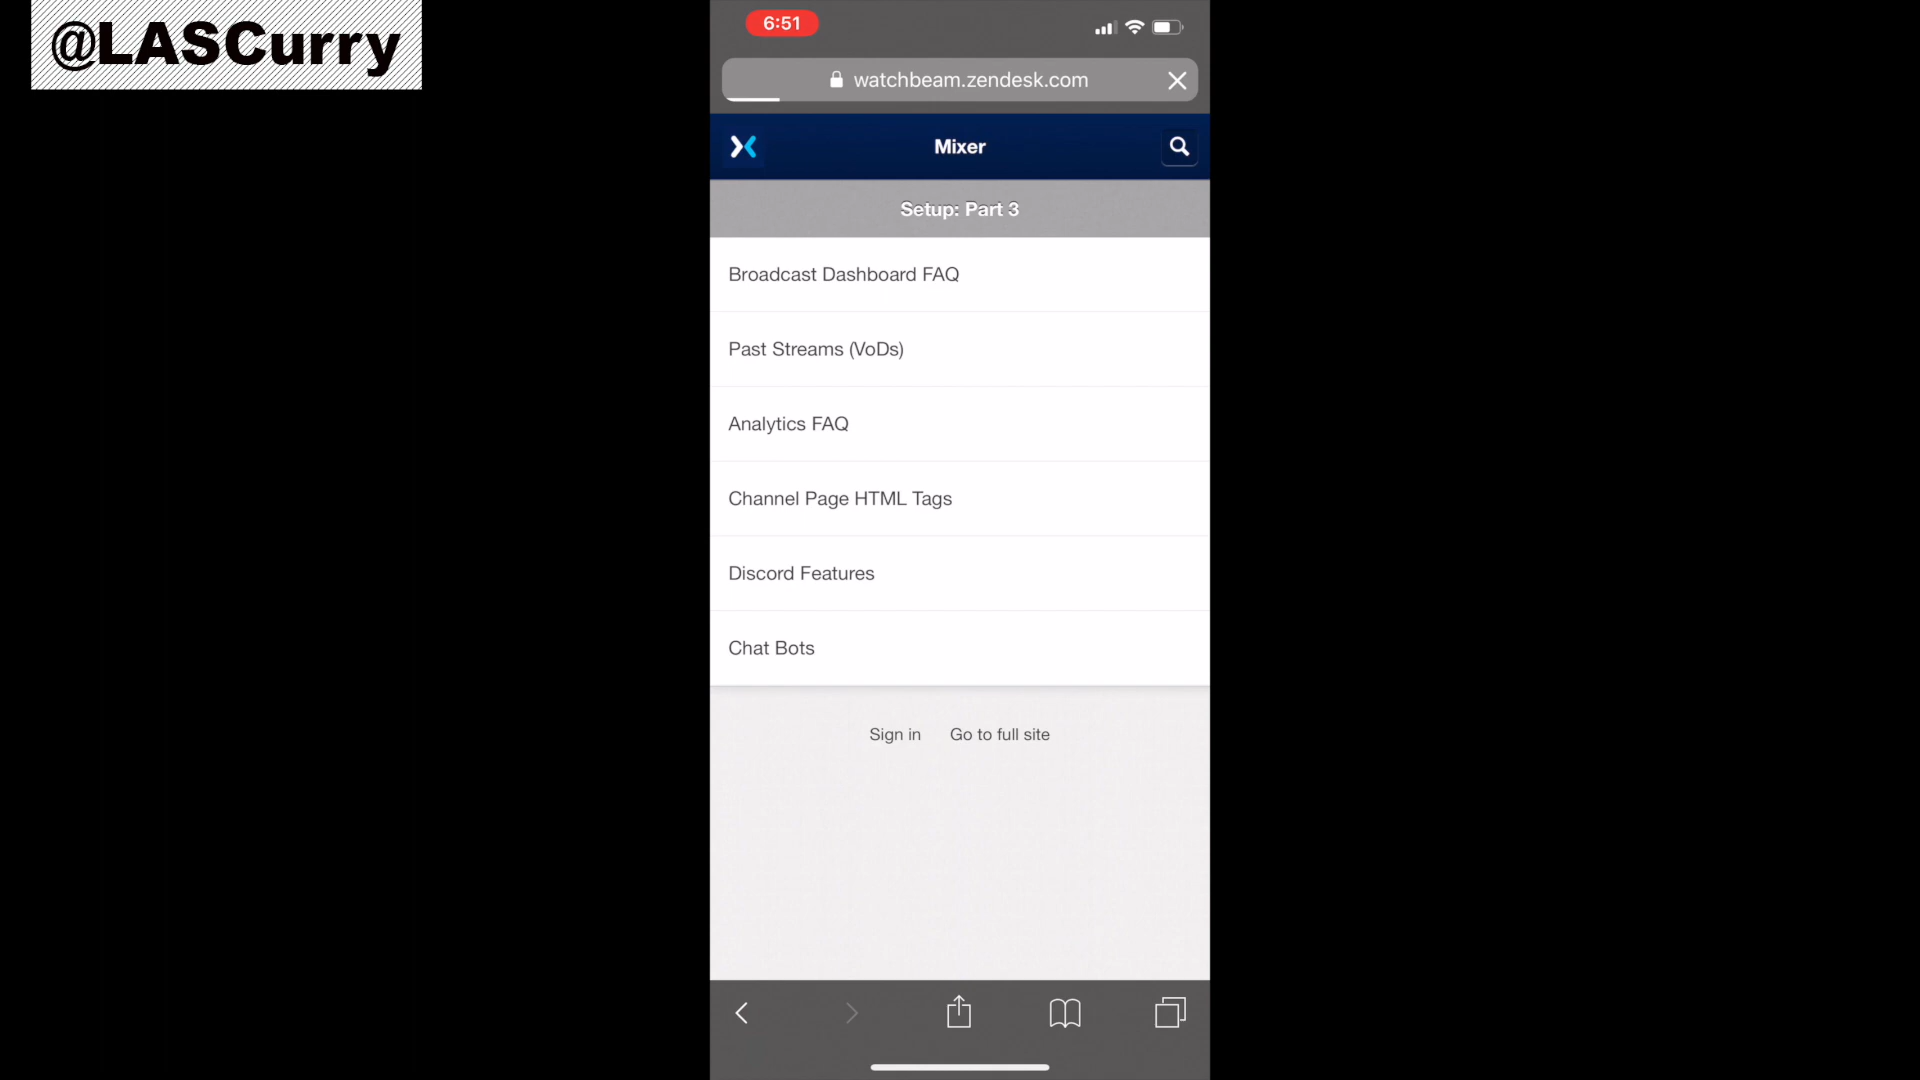 @LASCurry
6:51
watchbeam.zendesk.com
Mixer
Setup: Part 3
Broadcast Dashboard FAQ
Past Streams (VoDs)
Analytics FAQ
Channel Page HTML Tags
Discord Features
Chat Bots
Sign in Go to full site